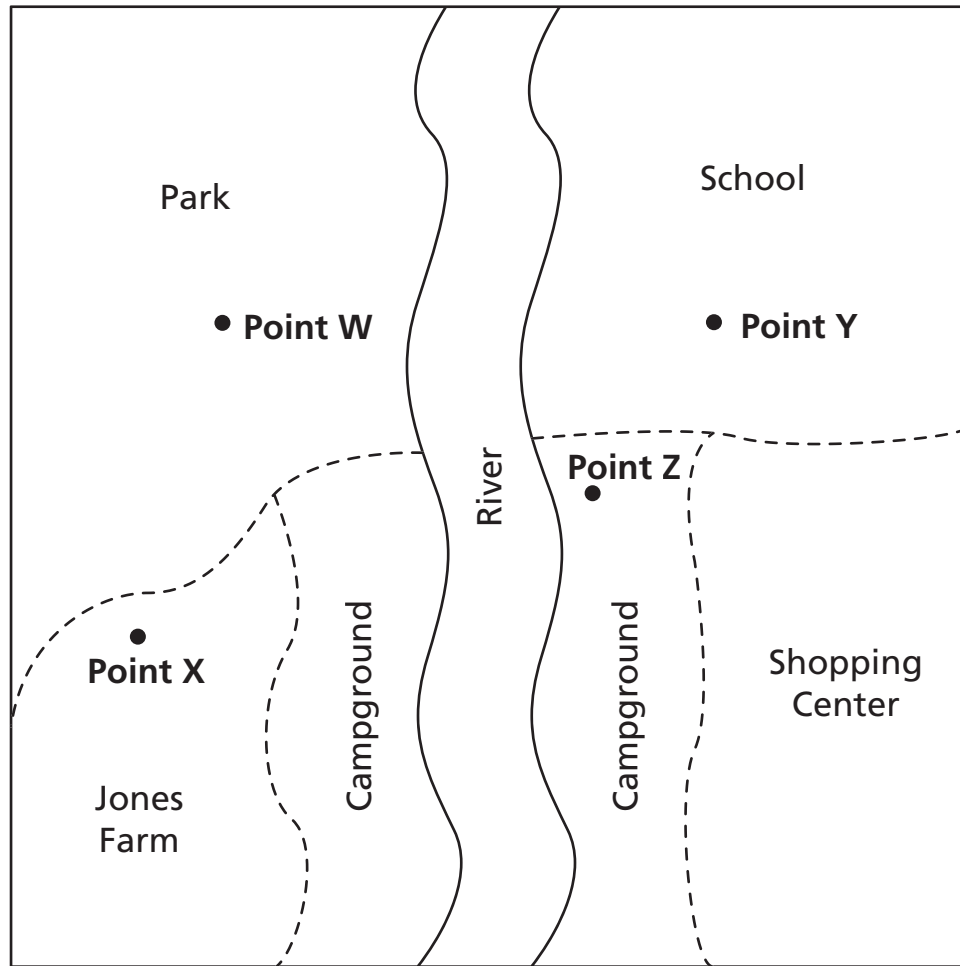 Park
School
Point W
Point Y
River
Point Z
Point X
Campground
Campground
Shopping
Center
Jones
Farm